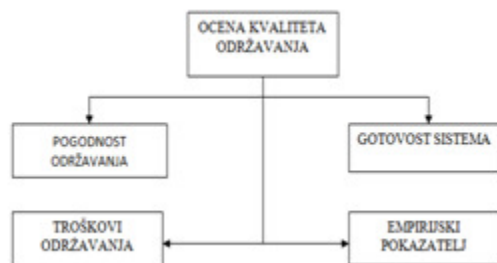 OCENA KVALITETA
ODRŽAVANJA
POGODNOST
ODRŽAVANJA
GOTOVOST SISTEMA
TROŠKOVI
ODRŽAVANJA
EMPIRIJSKI
POKAZATELJ